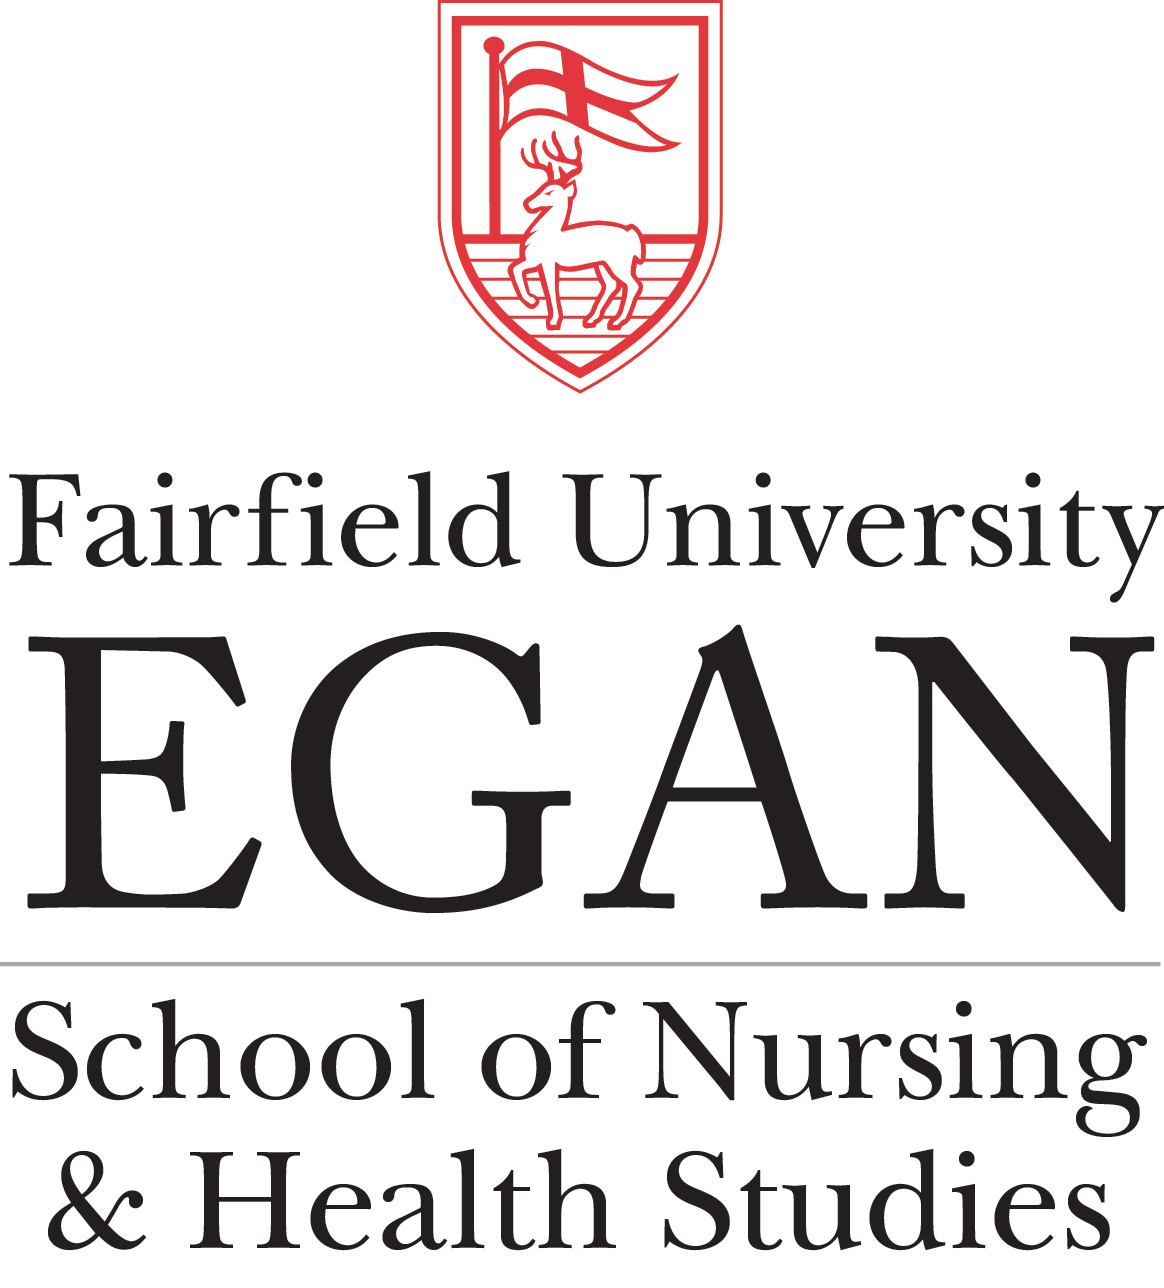 Fairfield University
EGAN
School of Nursing
& Health Studies